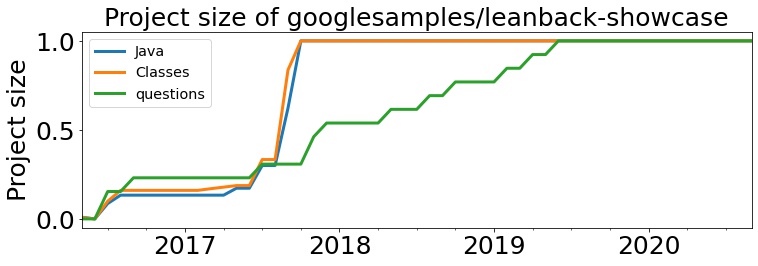 Project size of googlesamples/leanback-showcase
Project size
1.0
0.5
0.0
Java
Classes
questions
2017 2018 2019 2020